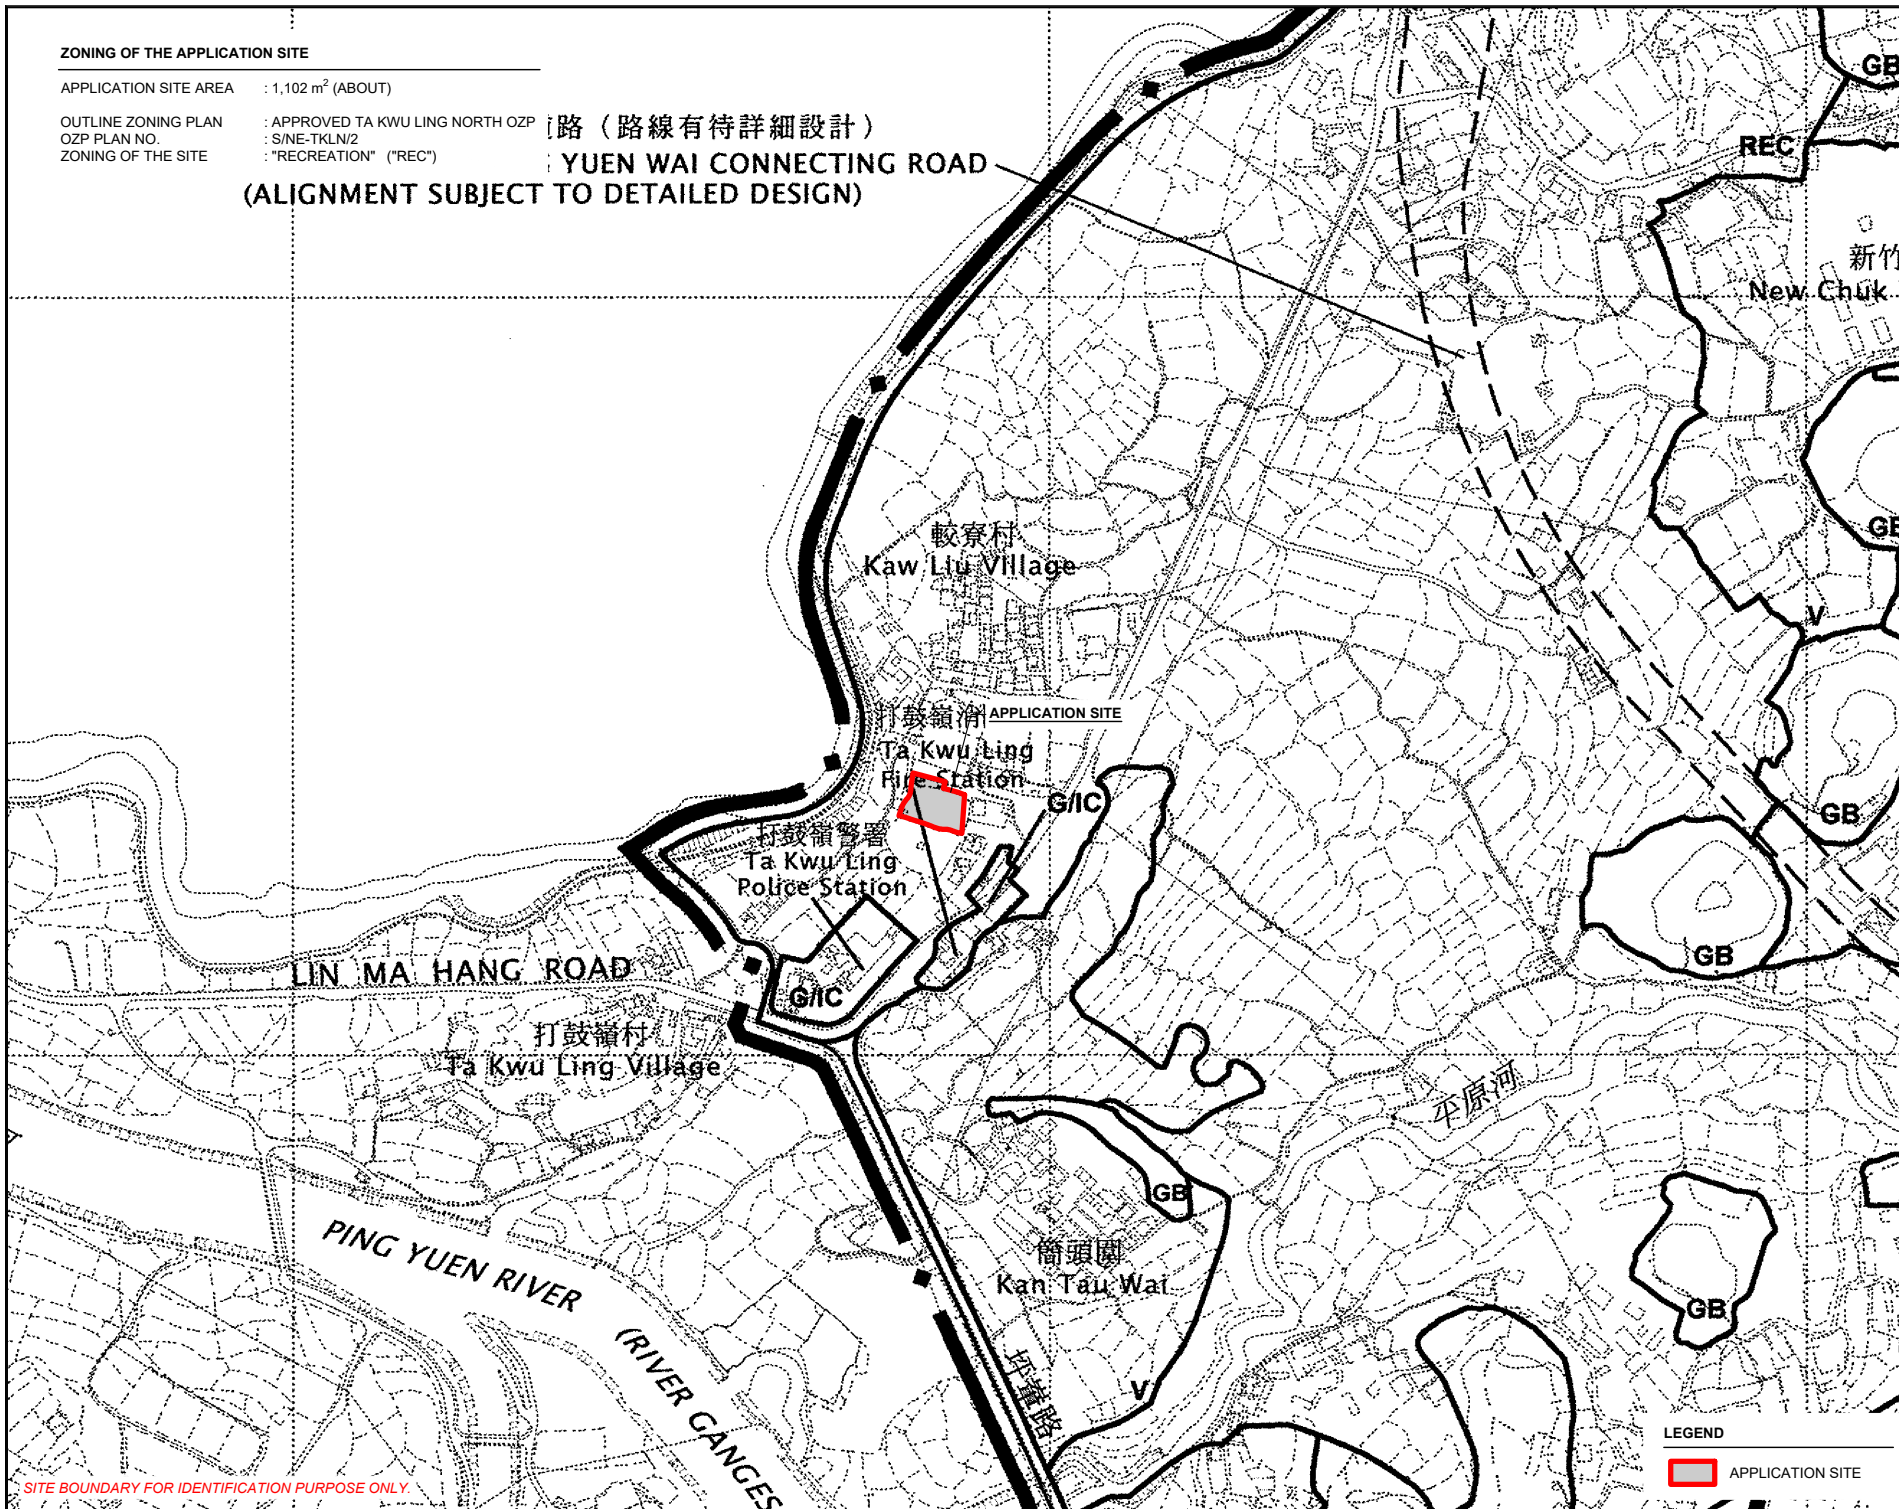 ZONING OF THE APPLICATION SITE
APPLICATION SITE AREA : 1,102 m² (ABOUT)
OUTLINE ZONING PLAN : APPROVED TA KWU LING NORTH OZP
OZP PLAN NO. : S/NE-TKLN/2
ZONING OF THE SITE : "RECREATION" ("REC")
路（路線有待詳細設計）
YUEN WAI CONNECTING ROAD
(ALIGNMENT SUBJECT TO DETAILED DESIGN)
GB
REC
新竹
New Chuk
較寮村
Kaw Liu Village
GB
V
打鼓嶺消
APPLICATION SITE
Ta Kwu Ling
Fire Station
G/IC
GB
打鼓嶺警署
Ta Kwu Ling
Police Station
GB
LIN MA HANG ROAD
G/IC
打鼓嶺村
Ta Kwu Ling Village
平原河
GB
PING YUEN RIVER
簡頭圍
Kan Tau Wai
GB
(RIVER GANGES
坪輋路
V
LEGEND
APPLICATION SITE
SITE BOUNDARY FOR IDENTIFICATION PURPOSE ONLY.